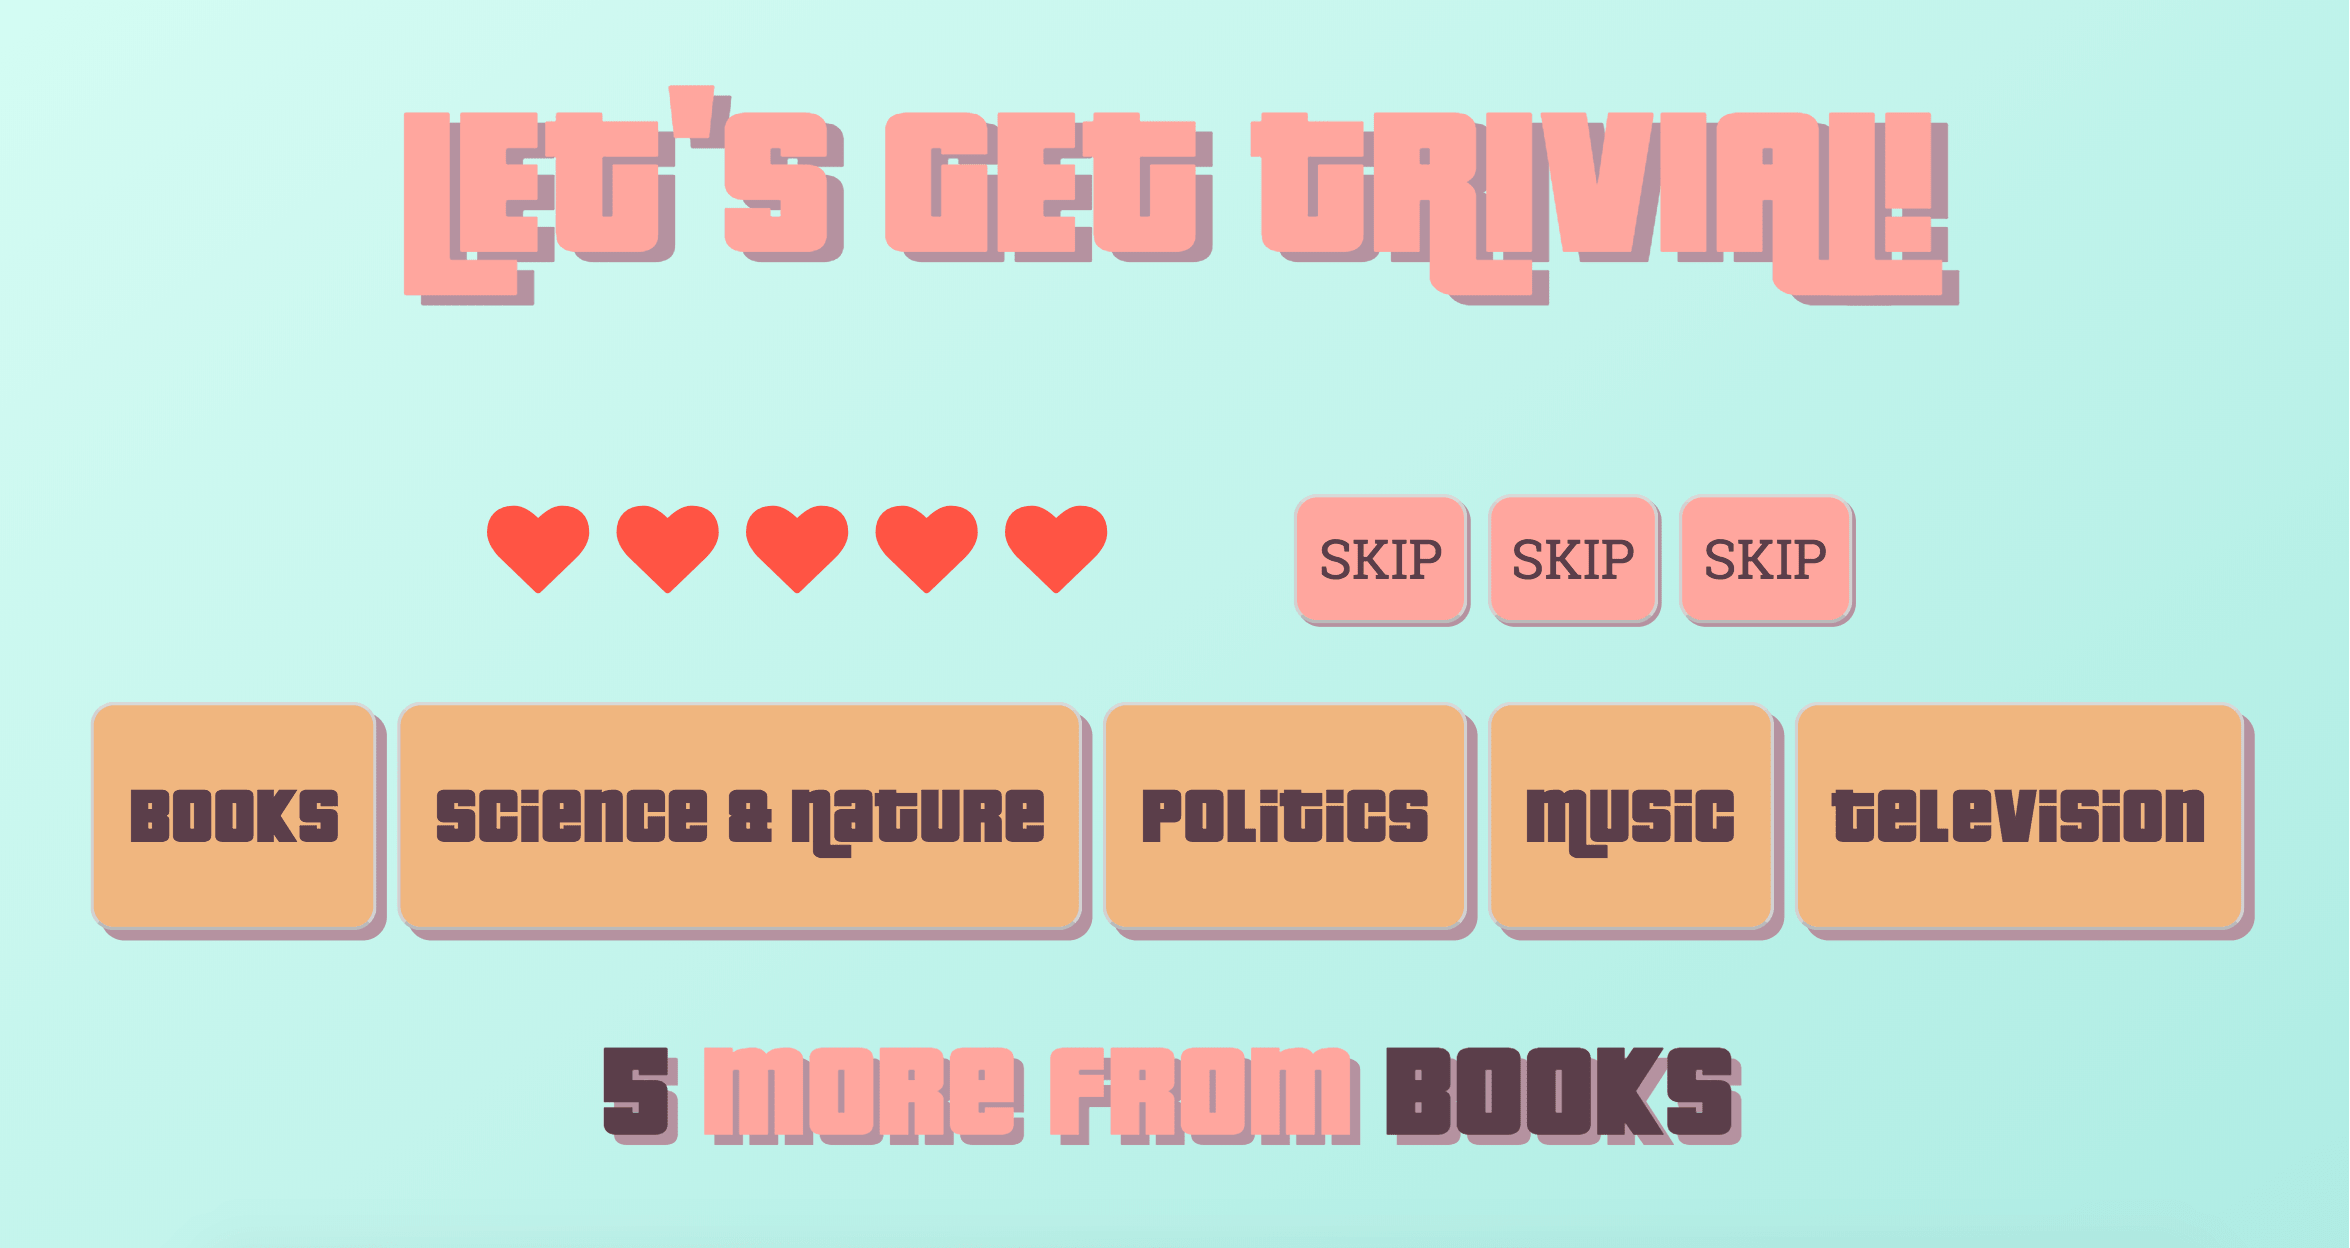 Let's Get Trivial!
SKIP SKIP SKIP
Books Science & Nature Politics Music Television
5 more from Books